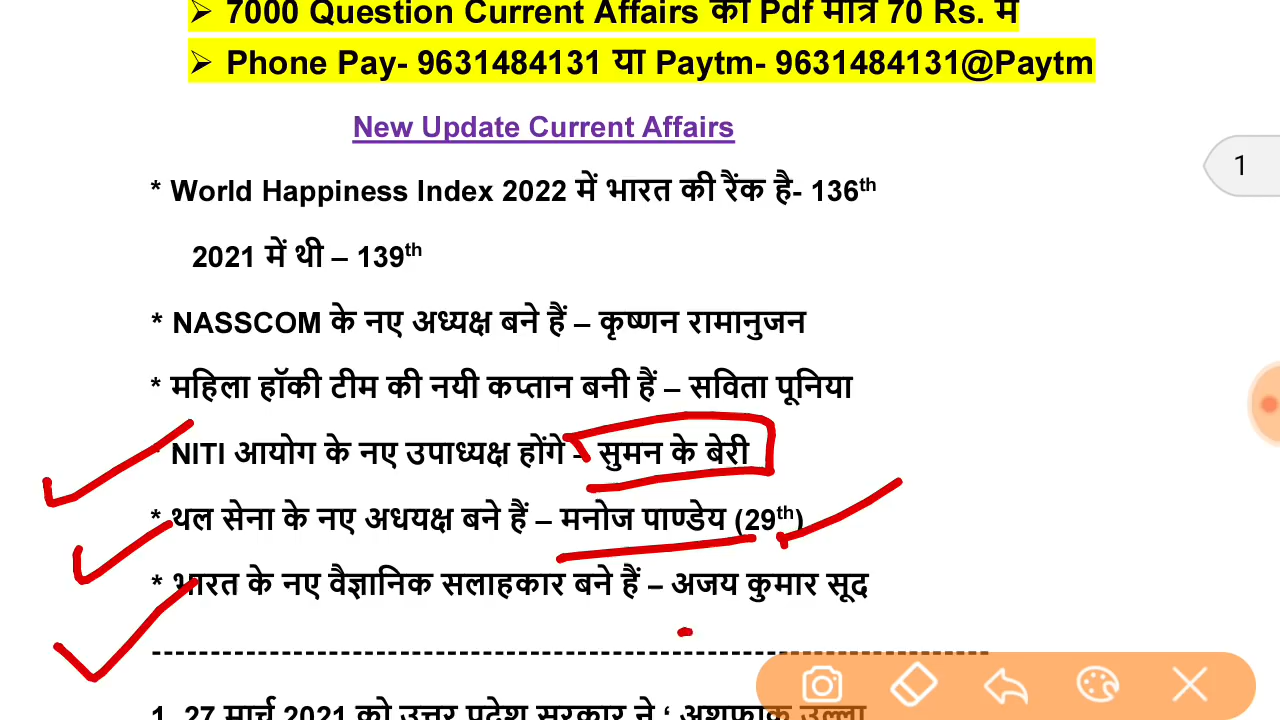 ➢ 7000 Question Current Affairs का Pdf मात्र 70 Rs. में
➢ Phone Pay- 9631484131 या Paytm- 9631484131@Paytm
New Update Current Affairs
1
* World Happiness Index 2022 में भारत की रैंक है- 136th
2021 में थी – 139th
* NASSCOM के नए अध्यक्ष बने हैं – कृष्णन रामानुजन
* महिला हॉकी टीम की नयी कप्तान बनी हैं – सविता पूनिया
* NITI आयोग के नए उपाध्यक्ष होंगे – सुमन के बेरी
* थल सेना के नए अधयक्ष बने हैं – मनोज पाण्डेय (29th)
* भारत के नए वैज्ञानिक सलाहकार बने हैं – अजय कुमार सूद
1. 27 मार्च 2021 को उत्तर प्रदेश सरकार ने ‘ अशफाक उल्ला